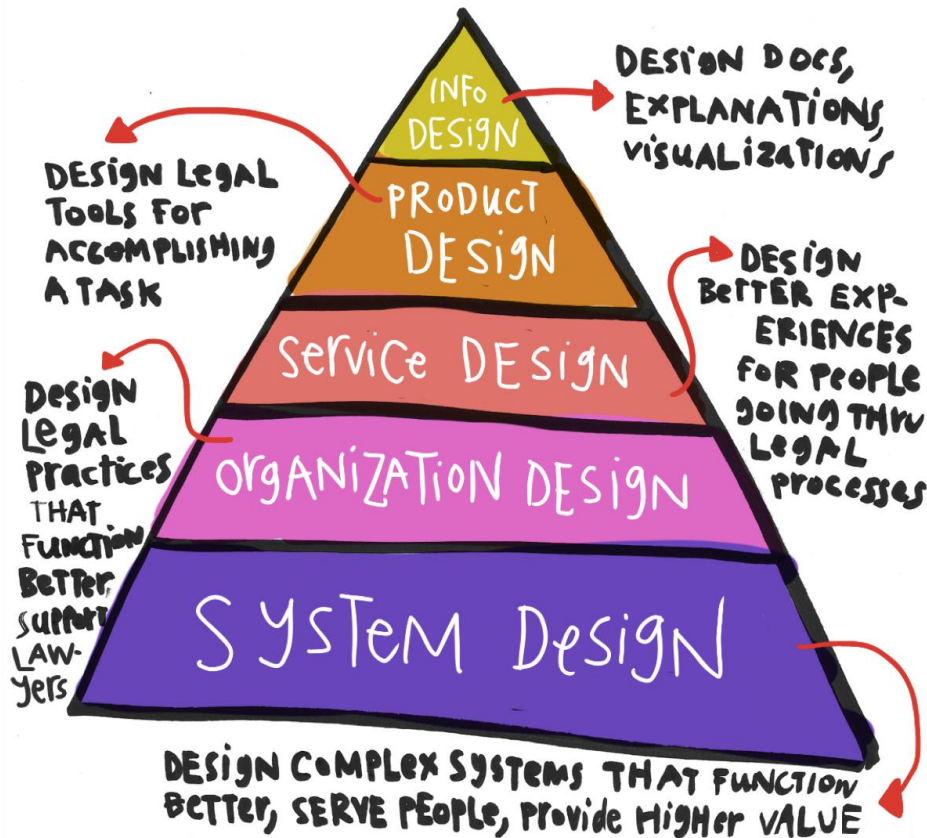 INFO
DESIGN
DESIGN DOCS,
EXPLANATIONS,
VISUALIZATIONS
PRODUCT
DESIGN
DESIGN LEGAL
TOOLS FOR
ACCOMPLISHING
A TASK
SERVICE DESIGN
DESIGN
BETTER EXP-
ERIENCES
FOR PEOPLE
GOING THRU
LEGAL
PROCESSES
ORGANIZATION DESIGN
DESIGN
LEGAL
PRACTICES
THAT
FUNCTION
BETTER,
SUPPORT
LAW-
YERS
SYSTEM DESIGN
DESIGN COMPLEX SYSTEMS THAT FUNCTION
BETTER, SERVE PEOPLE, PROVIDE HIGHER VALUE